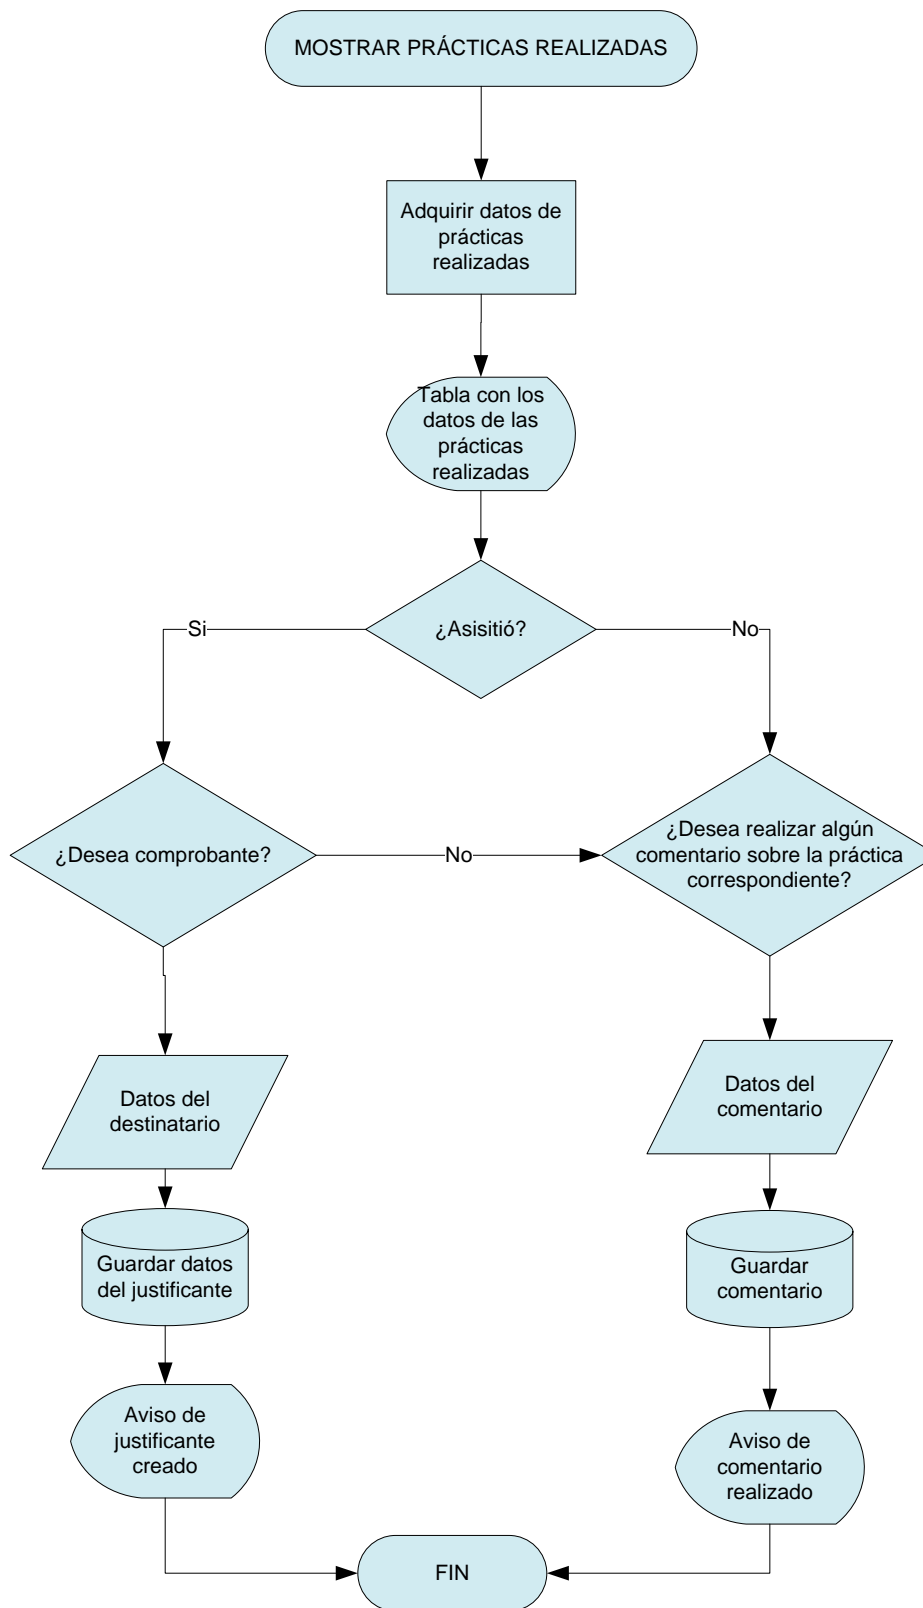 MOSTRAR PRÁCTICAS REALIZADAS
Adquirir datos de
prácticas
realizadas
Tabla con los
datos de las
prácticas
realizadas
¿Asisitió?
Si
No
¿Desea comprobante?
No
¿Desea realizar algún
comentario sobre la práctica
correspondiente?
Datos del
destinatario
Datos del
comentario
Guardar datos
del justificante
Guardar
comentario
Aviso de
justificante
creado
Aviso de
comentario
realizado
FIN